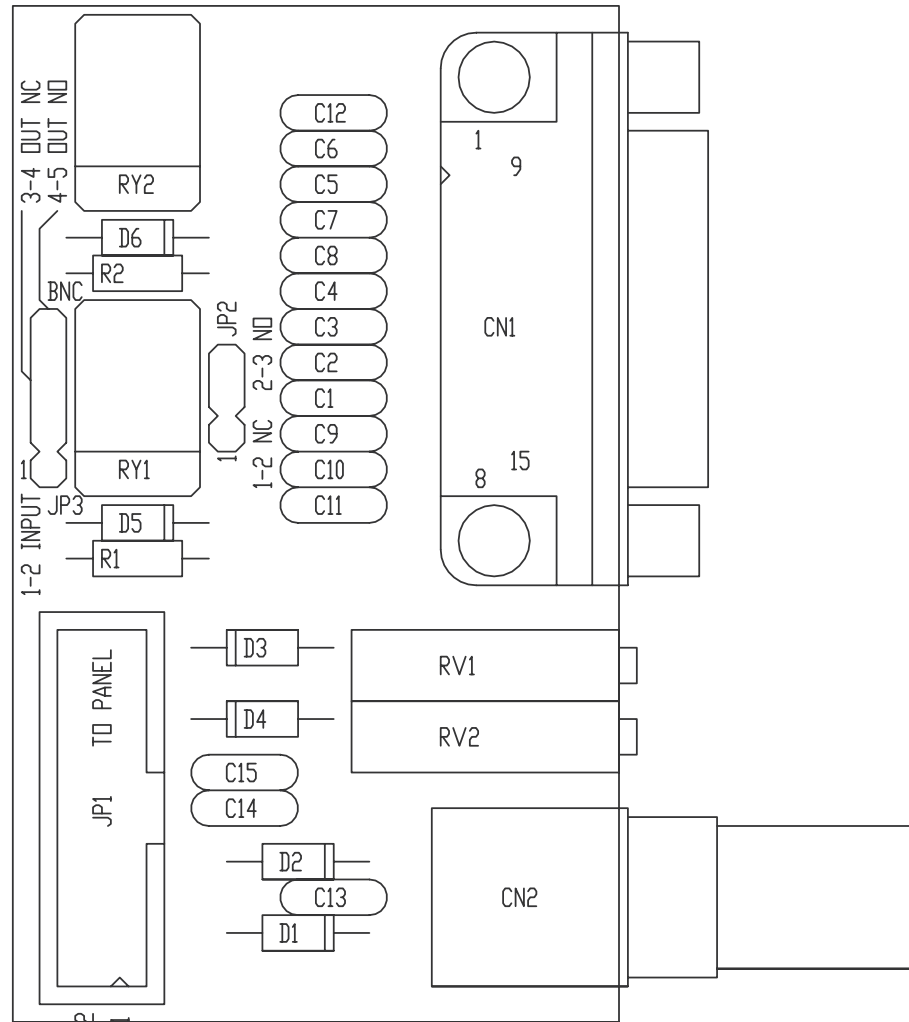 3-4 OUT NC
4-5 OUT NO
RY2
D6
R2
BNC
JP2
1
2-3 NO
1-2 NC
RY1
1
JP3
1-2 INPUT
D5
R1
C12
C6
C5
C7
C8
C4
C3
C2
C1
C9
C10
C11
1
9
CN1
15
8
D3
RV1
TO PANEL
D4
RV2
C15
JP1
C14
D2
C13
CN2
D1